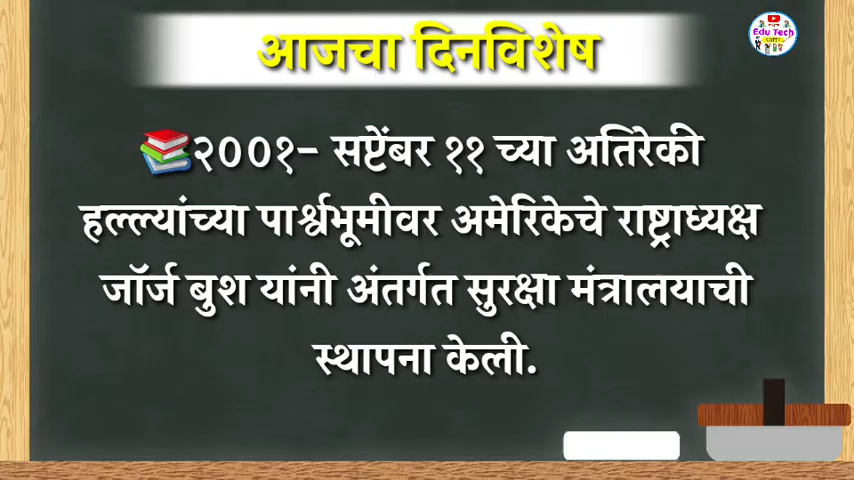 आजचा दिनविशेष
Edu Tech
२००१- सप्टेंबर ११ च्या अतिरेकी
हल्ल्यांच्या पार्श्वभूमीवर अमेरिकेचे राष्ट्राध्यक्ष
जॉर्ज बुश यांनी अंतर्गत सुरक्षा मंत्रालयाची
स्थापना केली.